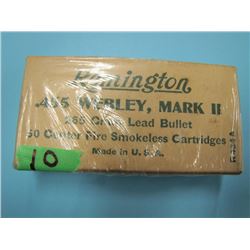 Remington
.455 WEBLEY, MARK II
265 Grain Lead Bullet
50 Center Fire Smokeless Cartridges
Made in U.S.A.
10